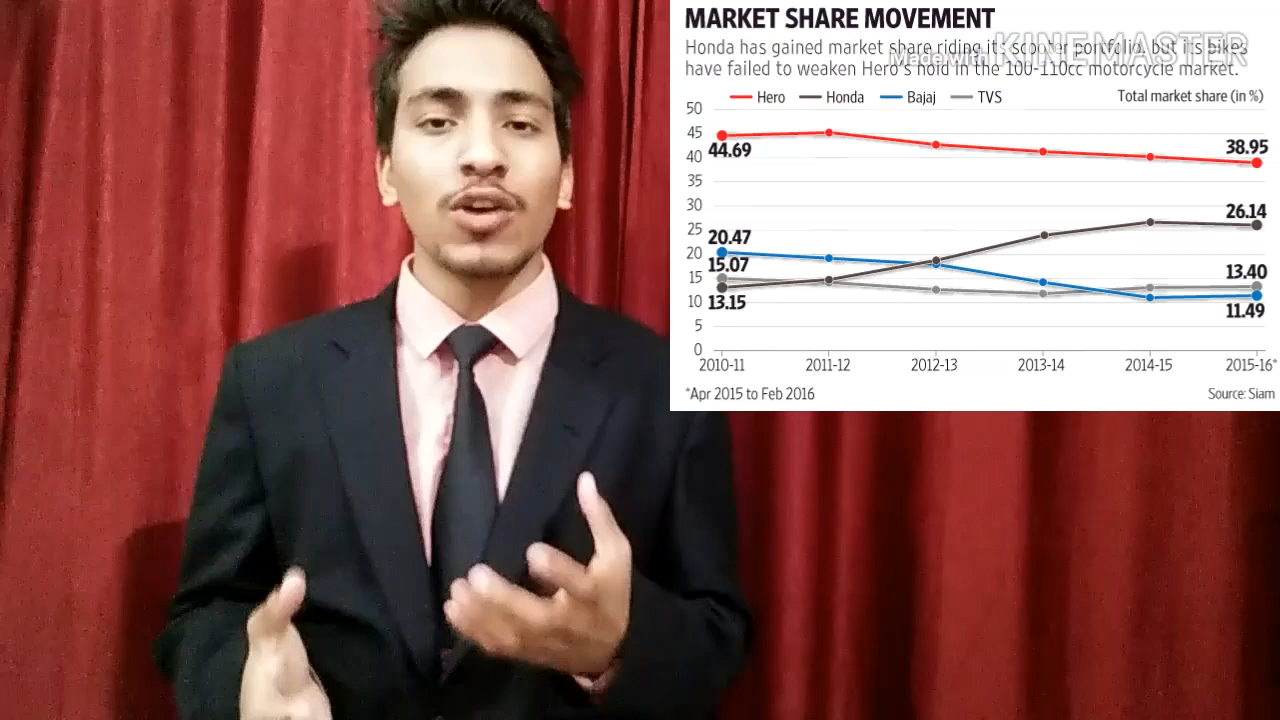 MARKET SHARE MOVEMENT
Honda has gained market share riding its scooter portfolio, but its bikes
have failed to weaken Hero's hold in the 100-110cc motorcycle market.
Made with KINEMASTER
Hero Honda Bajaj TVS Total market share (in %)
50
45
40
35
30
25
20
15
10
5
0
44.69
20.47
15.07
13.15
38.95
26.14
13.40
11.49
2010-11 2011-12 2012-13 2013-14 2014-15 2015-16*
*Apr 2015 to Feb 2016 Source: Siam